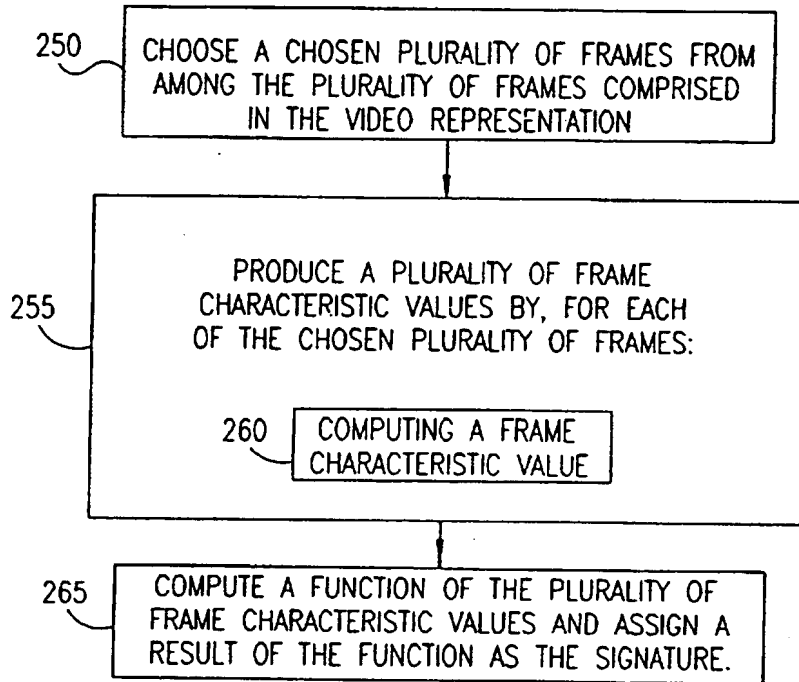 250
CHOOSE A CHOSEN PLURALITY OF FRAMES FROM
AMONG THE PLURALITY OF FRAMES COMPRISED
IN THE VIDEO REPRESENTATION
255
PRODUCE A PLURALITY OF FRAME
CHARACTERISTIC VALUES BY, FOR EACH
OF THE CHOSEN PLURALITY OF FRAMES:
260
COMPUTING A FRAME
CHARACTERISTIC VALUE
265
COMPUTE A FUNCTION OF THE PLURALITY OF
FRAME CHARACTERISTIC VALUES AND ASSIGN A
RESULT OF THE FUNCTION AS THE SIGNATURE.